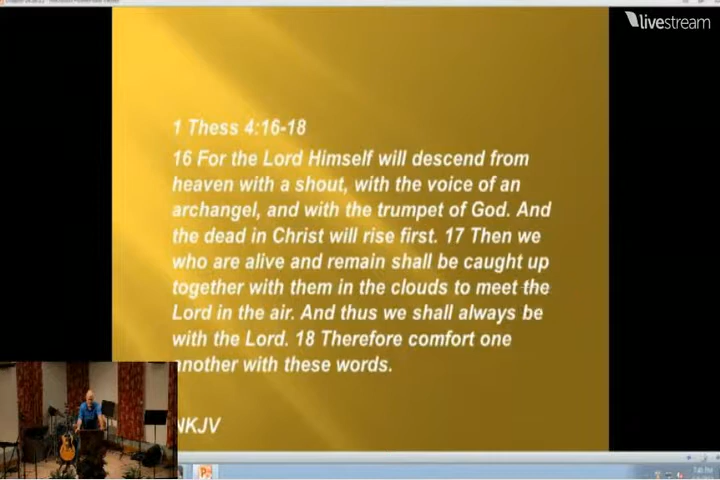 livestream
1 Thess 4:16-18
16 For the Lord Himself will descend from
heaven with a shout, with the voice of an
archangel, and with the trumpet of God. And
the dead in Christ will rise first. 17 Then we
who are alive and remain shall be caught up
together with them in the clouds to meet the
Lord in the air. And thus we shall always be
with the Lord. 18 Therefore comfort one
another with these words.
NKJV